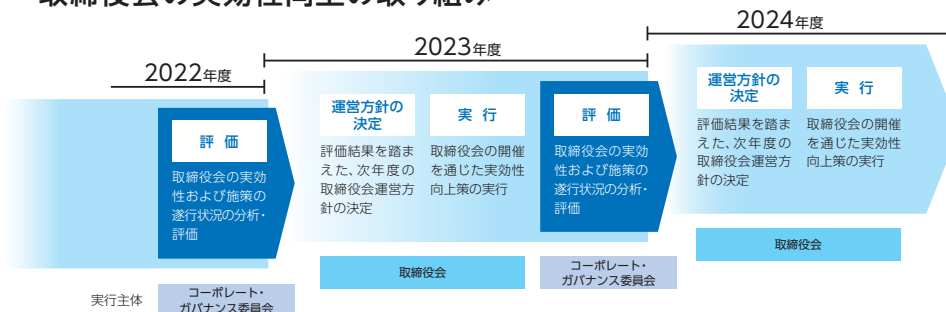 取締役会の実効性向上の取り組み
2022年度
評 価
取締役会の実効
性および施策の
遂行状況の分析・
評価
実行主体
コーポレート・
ガバナンス委員会
2023年度
運営方針の
決定
評価結果を踏ま
えた、次年度の
取締役会運営方
針の決定
実 行
取締役会の開催
を通じた実効性
向上策の実行
取締役会
評 価
取締役会の実効
性および施策の
遂行状況の分析・
評価
コーポレート・
ガバナンス委員会
2024年度
運営方針の
決定
評価結果を踏ま
えた、次年度の
取締役会運営方
針の決定
実 行
取締役会の開催
を通じた実効性
向上策の実行
取締役会